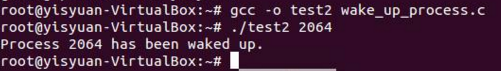 root@yisyuan-VirtualBox:~# gcc -o test2 wake_up_process.c
root@yisyuan-VirtualBox:~# ./test2 2064
Process 2064 has been waked up.
root@yisyuan-VirtualBox:~#